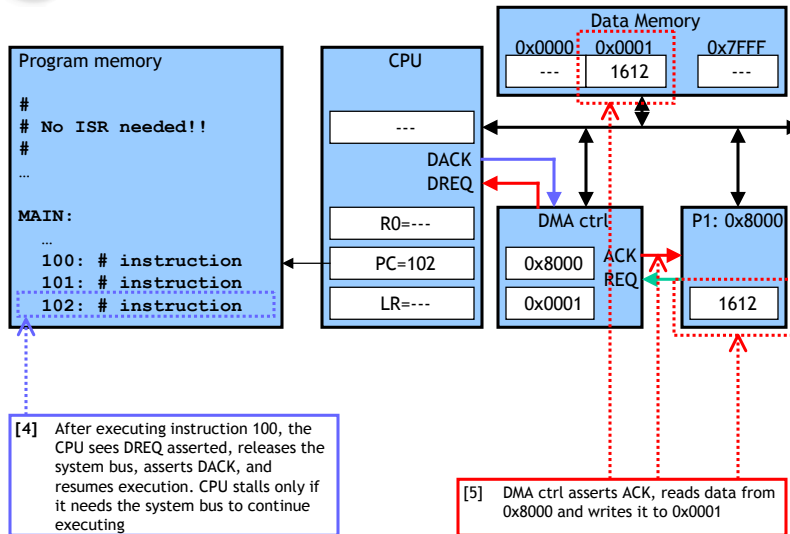 Data Memory
0x0000 0x0001 0x7FFF
--- 1612 ---
Program memory
#
# No ISR needed!!
#
…
MAIN:
…
100: # instruction
101: # instruction
102: # instruction
CPU
---
DACK
DREQ
R0=---
PC=102
LR=---
DMA ctrl
0x8000
0x0001
ACK
REQ
P1: 0x8000
1612
[4] After executing instruction 100, the
CPU sees DREQ asserted, releases the
system bus, asserts DACK, and
resumes execution. CPU stalls only if
it needs the system bus to continue
executing
[5] DMA ctrl asserts ACK, reads data from
0x8000 and writes it to 0x0001